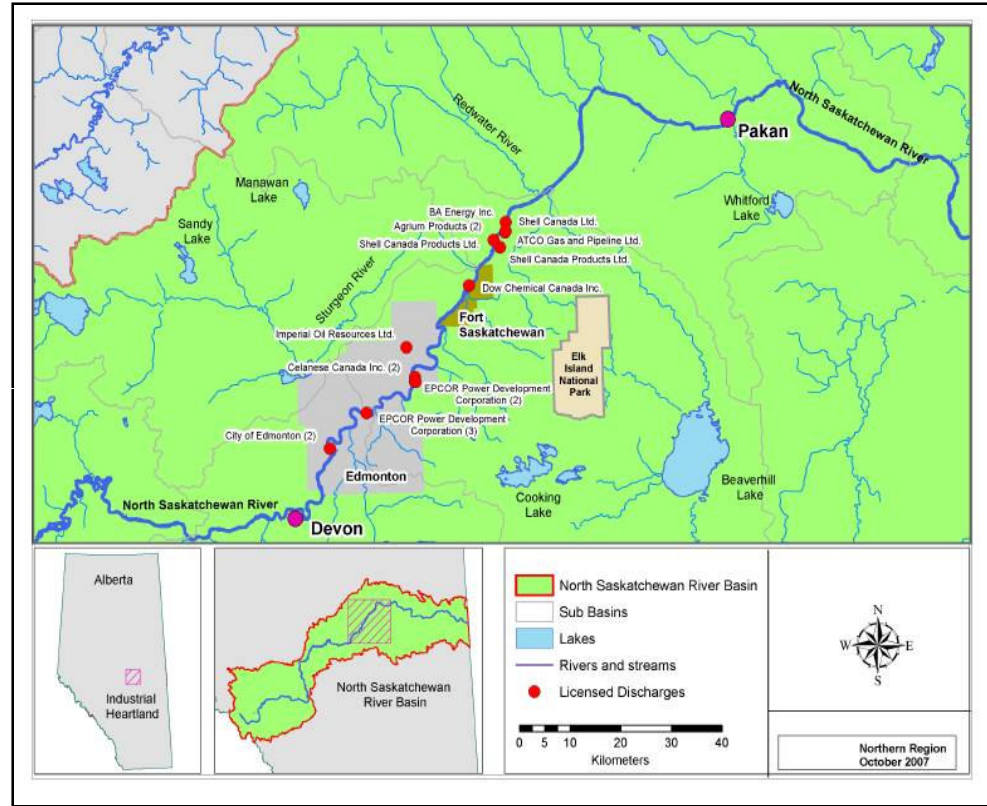 North Saskatchewan
River
Pakan
Redwater River
Manawan
Lake
Whitford
Lake
Sandy
Lake
BA Energy Inc.
Agrium Products (2)
Shell Canada Products Ltd.
Shell Canada Ltd.
ATCO Gas and Pipeline Ltd.
Shell Canada Products Ltd.
Sturgeon River
Dow Chemical Canada Inc.
Fort
Saskatchewan
Imperial Oil Resources Ltd.
Celanese Canada Inc. (2)
Elk
Island
National
Park
EPCOR Power Development
Corporation (2)
EPCOR Power Development
Corporation (3)
City of Edmonton (2)
Edmonton
Cooking
Lake
Beaverhill
Lake
North Saskatchewan River
Devon
Alberta
Industrial
Heartland
North Saskatchewan
River Basin
North Saskatchewan River Basin
Sub Basins
Lakes
Rivers and streams
Licensed Discharges
0 5 10 20 30 40
Kilometers
N
W E
S
Northern Region
October 2007